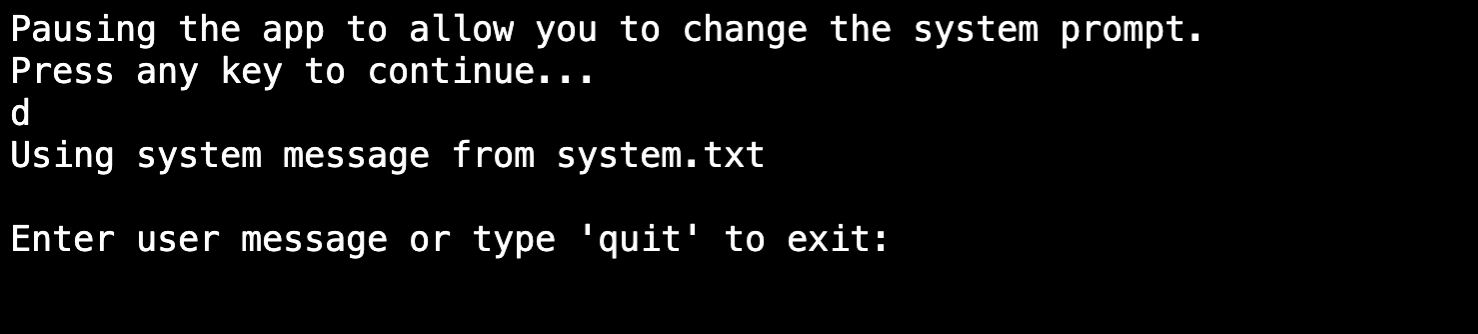 Pausing the app to allow you to change the system prompt.
Press any key to continue...
d
Using system message from system.txt
Enter user message or type 'quit' to exit: